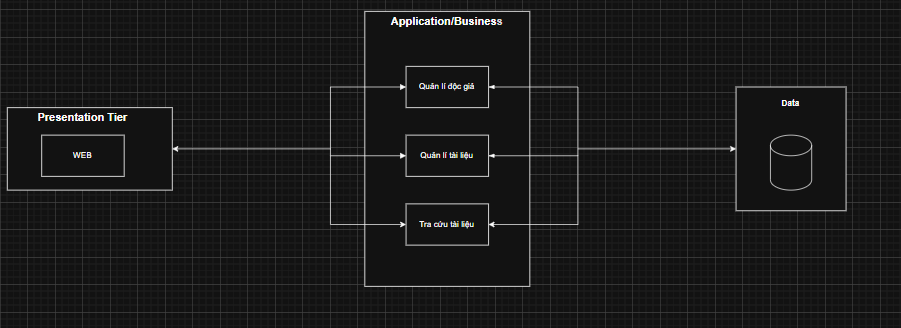 Application/Business
Quản lí độc giả
Presentation Tier
WEB
Quản lí tài liệu
Tra cứu tài liệu
Data